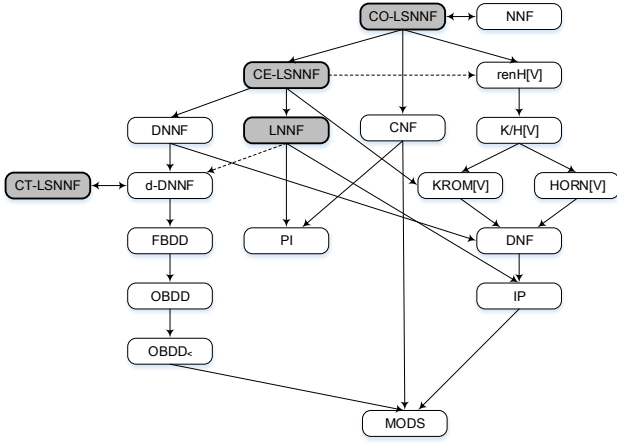 CO-LSNNF
NNF
CE-LSNNF
renH[V]
DNNF
LNNF
CNF
K/H[V]
CT-LSNNF
d-DNNF
KROM[V]
HORN[V]
FBDD
PI
DNF
OBDD
IP
OBDD<
MODS